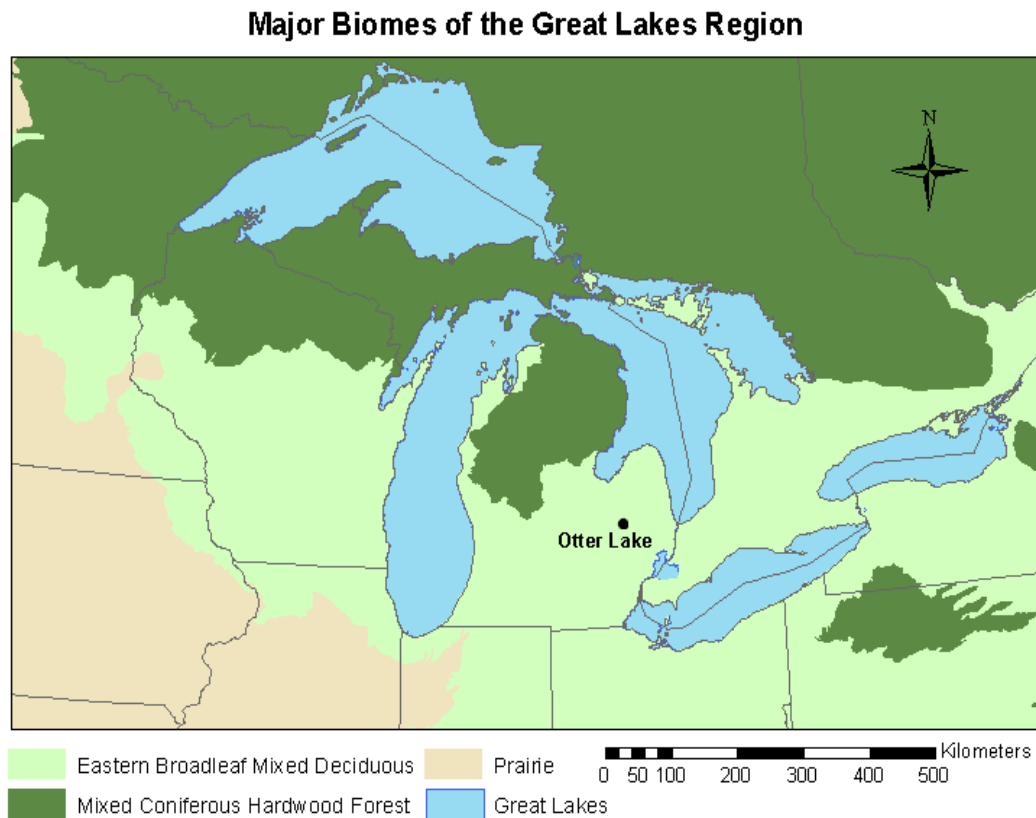 Major Biomes of the Great Lakes Region
N
Otter Lake
Eastern Broadleaf Mixed Deciduous
Prairie
Kilometers
0 50 100 200 300 400 500
Mixed Coniferous Hardwood Forest
Great Lakes